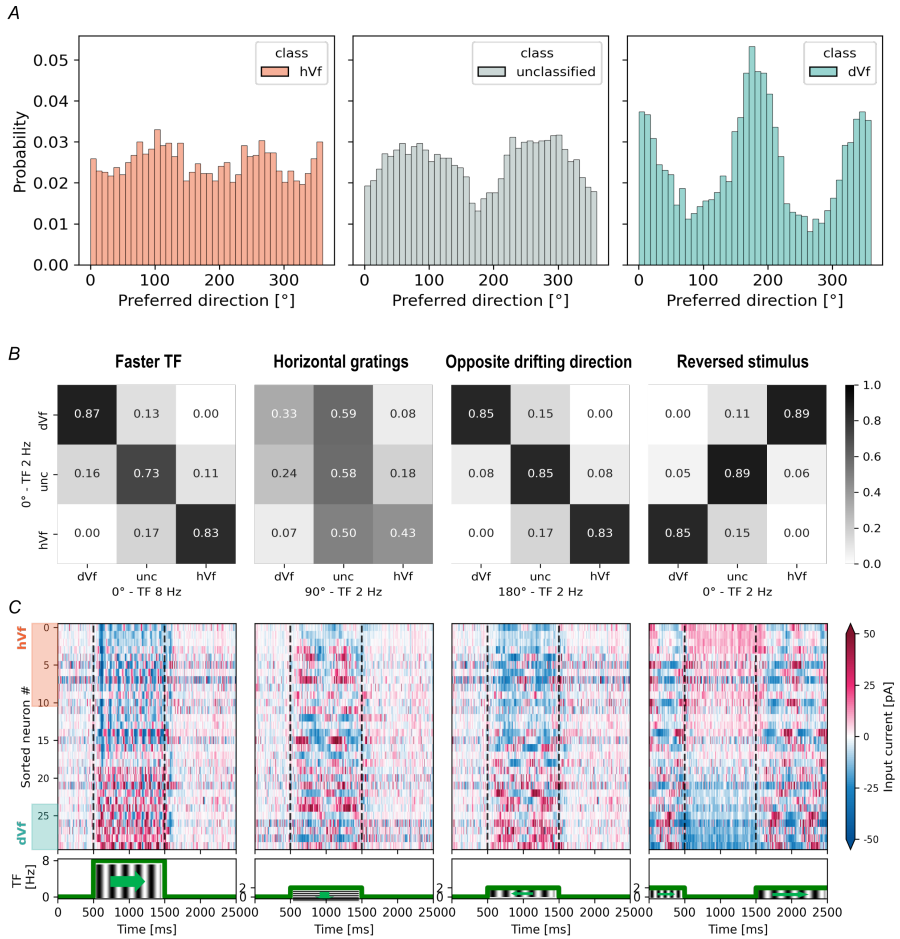 A
class
hVf
class
unclassified
class
dVf
Probability
0.05
0.04
0.03
0.02
0.01
0.00
0 100 200 300
0 100 200 300
0 100 200 300
Preferred direction [°]
Preferred direction [°]
Preferred direction [°]
B
Faster TF
Horizontal gratings
Opposite drifting direction
Reversed stimulus
0° - TF 2 Hz
dVf
unc
hVf
0.87 0.13 0.00
0.16 0.73 0.11
0.00 0.17 0.83
0.33 0.59 0.08
0.24 0.58 0.18
0.07 0.50 0.43
0.85 0.15 0.00
0.08 0.85 0.08
0.00 0.17 0.83
0.00 0.11 0.89
0.05 0.89 0.06
0.85 0.15 0.00
1.0
0.8
0.6
0.4
0.2
0.0
dVf unc hVf
dVf unc hVf
dVf unc hVf
dVf unc hVf
0° - TF 8 Hz
90° - TF 2 Hz
180° - TF 2 Hz
0° - TF 2 Hz
C
hVf
dVf
Sorted neuron #
0
5
10
15
20
25
50
25
0
-25
-50
Input current [pA]
TF
[Hz]
8
0
2
0
2
0
2
0
0 500 1000 1500 2000 2500
0 500 1000 1500 2000 2500
0 500 1000 1500 2000 2500
0 500 1000 1500 2000 2500
Time [ms]
Time [ms]
Time [ms]
Time [ms]